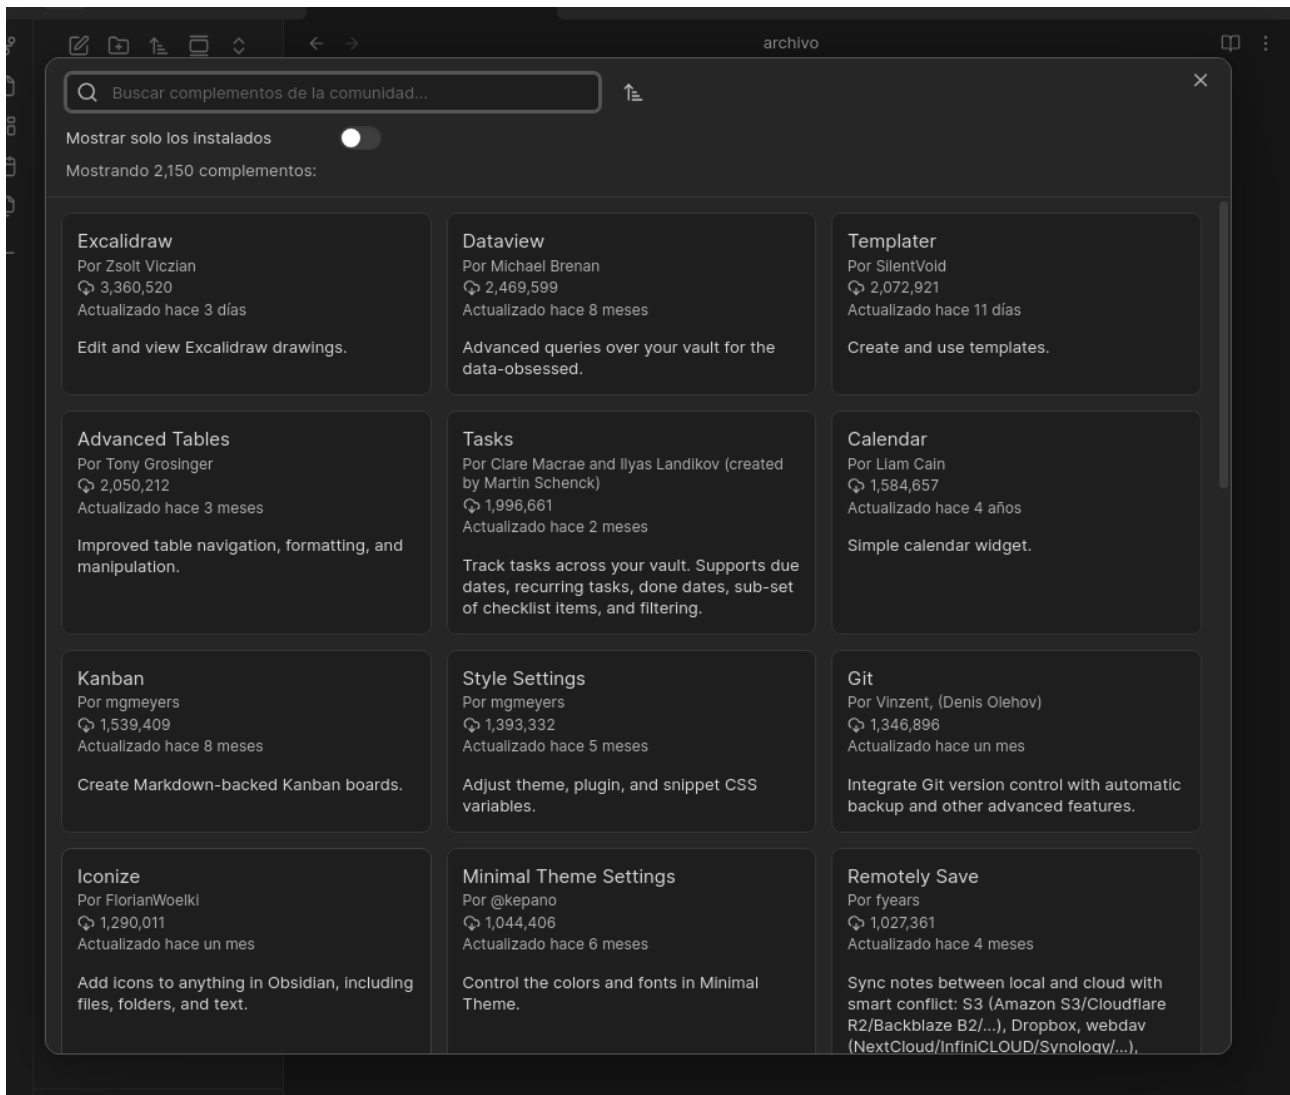 archivo
Buscar complementos de la comunidad...
Mostrar solo los instalados
Mostrando 2,150 complementos:
Excalidraw
Por Zsolt Viczian
3,360,520
Actualizado hace 3 días
Edit and view Excalidraw drawings.
Dataview
Por Michael Brenan
2,469,599
Actualizado hace 8 meses
Advanced queries over your vault for the
data-obsessed.
Templater
Por SilentVoid
2,072,921
Actualizado hace 11 días
Create and use templates.
Advanced Tables
Por Tony Grosinger
2,050,212
Actualizado hace 3 meses
Improved table navigation, formatting, and
manipulation.
Tasks
Por Clare Macrae and Ilyas Landikov (created
by Martin Schenck)
1,996,661
Actualizado hace 2 meses
Track tasks across your vault. Supports due
dates, recurring tasks, done dates, sub-set
of checklist items, and filtering.
Calendar
Por Liam Cain
1,584,657
Actualizado hace 4 años
Simple calendar widget.
Kanban
Por mgmeyers
1,539,409
Actualizado hace 8 meses
Create Markdown-backed Kanban boards.
Style Settings
Por mgmeyers
1,393,332
Actualizado hace 5 meses
Adjust theme, plugin, and snippet CSS
variables.
Git
Por Vinzent, (Denis Olehov)
1,346,896
Actualizado hace un mes
Integrate Git version control with automatic
backup and other advanced features.
Iconize
Por FlorianWoelki
1,290,011
Actualizado hace un mes
Add icons to anything in Obsidian, including
files, folders, and text.
Minimal Theme Settings
Por @kepano
1,044,406
Actualizado hace 6 meses
Control the colors and fonts in Minimal
Theme.
Remotely Save
Por fyears
1,027,361
Actualizado hace 4 meses
Sync notes between local and cloud with
smart conflict: S3 (Amazon S3/Cloudflare
R2/Backblaze B2/...), Dropbox, webdav
(NextCloud/InfiniCLOUD/Synology/...),